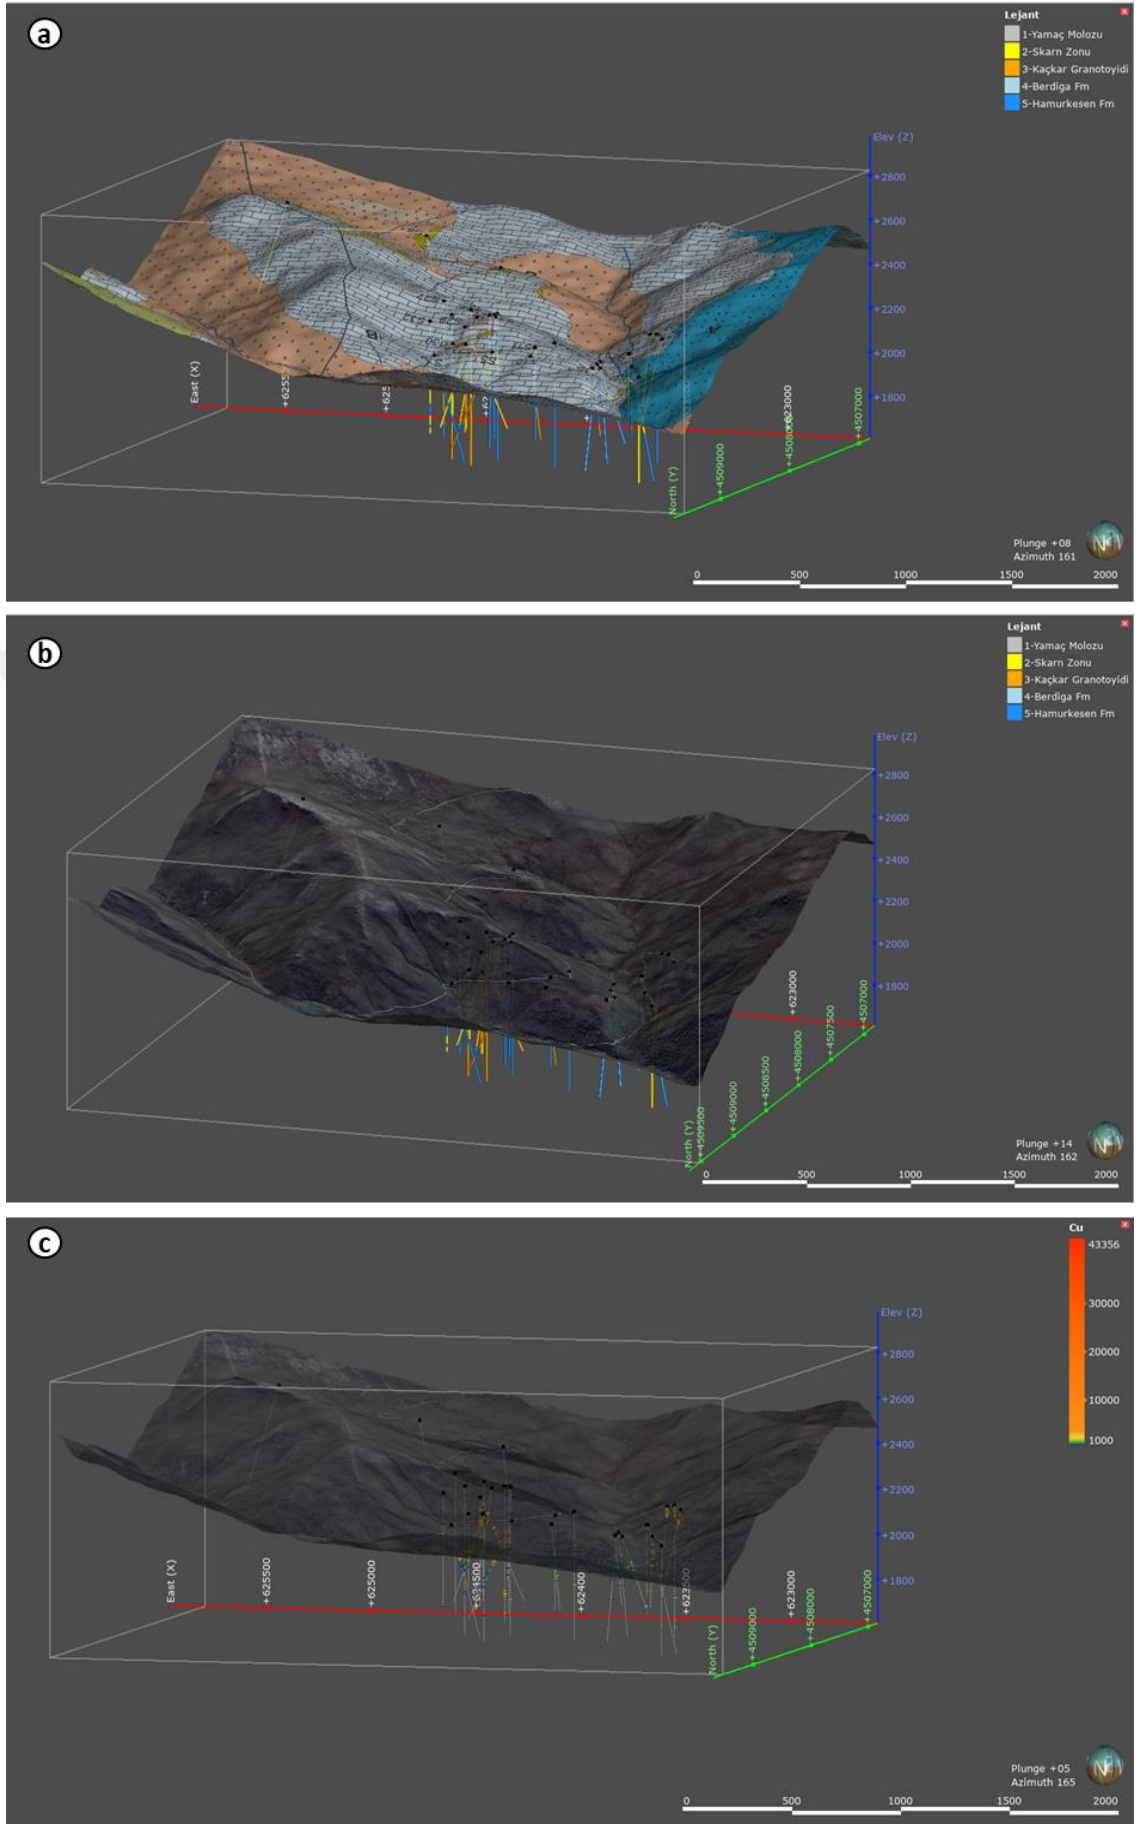 a
Lejant
1-Yamaç Molozu
2-Skarn Zonu
3-Kaçkar Granotoyidi
4-Berdiga Fm
5-Hamurkesen Fm
Elev (Z)
+2800
+2600
+2400
+2200
+2000
+1800
East (X)
+623000
+4507000
+4509000
North (Y)
Plunge +08
Azimuth 161
0 500 1000 1500 2000
b
Lejant
1-Yamaç Molozu
2-Skarn Zonu
3-Kaçkar Granotoyidi
4-Berdiga Fm
5-Hamurkesen Fm
Elev (Z)
+2800
+2600
+2400
+2200
+2000
+1800
+623000
+4507000
+4507500
+4508000
+4508500
+4509000
+4509500
North (Y)
Plunge +14
Azimuth 162
0 500 1000 1500 2000
c
Cu
43356
30000
20000
10000
1000
Elev (Z)
+2800
+2600
+2400
+2200
+2000
+1800
East (X)
+625500
+625000
+624500
+623000
+4507000
+4508000
+4509000
North (Y)
Plunge +05
Azimuth 165
0 500 1000 1500 2000